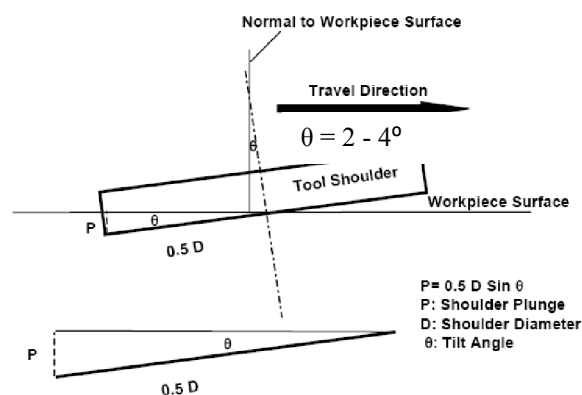 Normal to Workpiece Surface
Travel Direction
θ = 2 - 4º
θ
Tool Shoulder
Workpiece Surface
P
θ
0.5 D
P= 0.5 D Sin θ
P: Shoulder Plunge
D: Shoulder Diameter
θ: Tilt Angle
P
θ
0.5 D